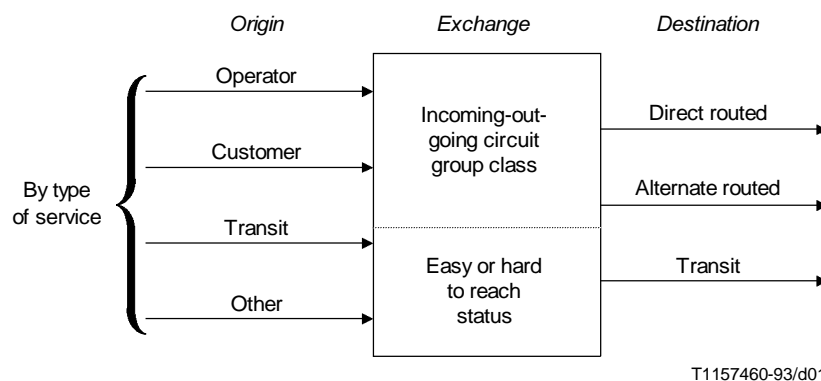 Origin
Exchange
Destination
By type
of service
Operator
Customer
Transit
Other
Incoming-out-
going circuit
group class
Easy or hard
to reach
status
Direct routed
Alternate routed
Transit
T1157460-93/d01